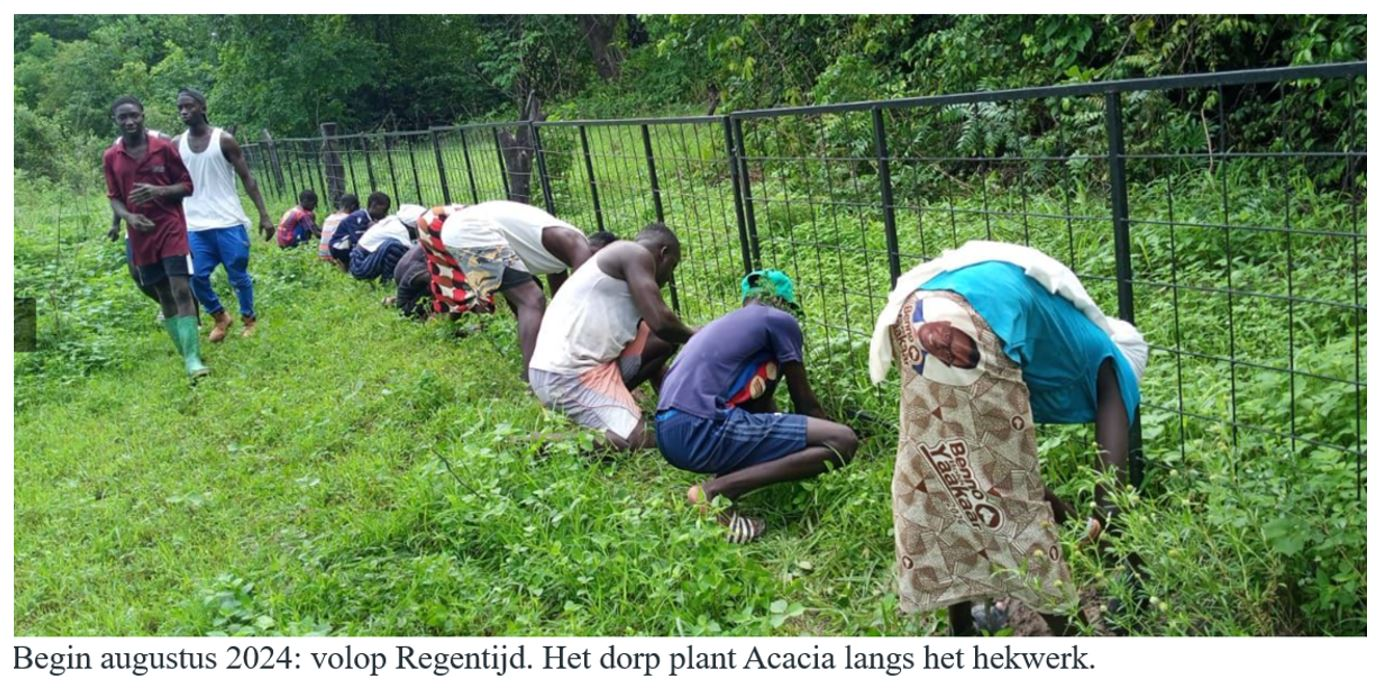 Benno
Yaakaar
Begin augustus 2024: volop Regentijd. Het dorp plant Acacia langs het hekwerk.